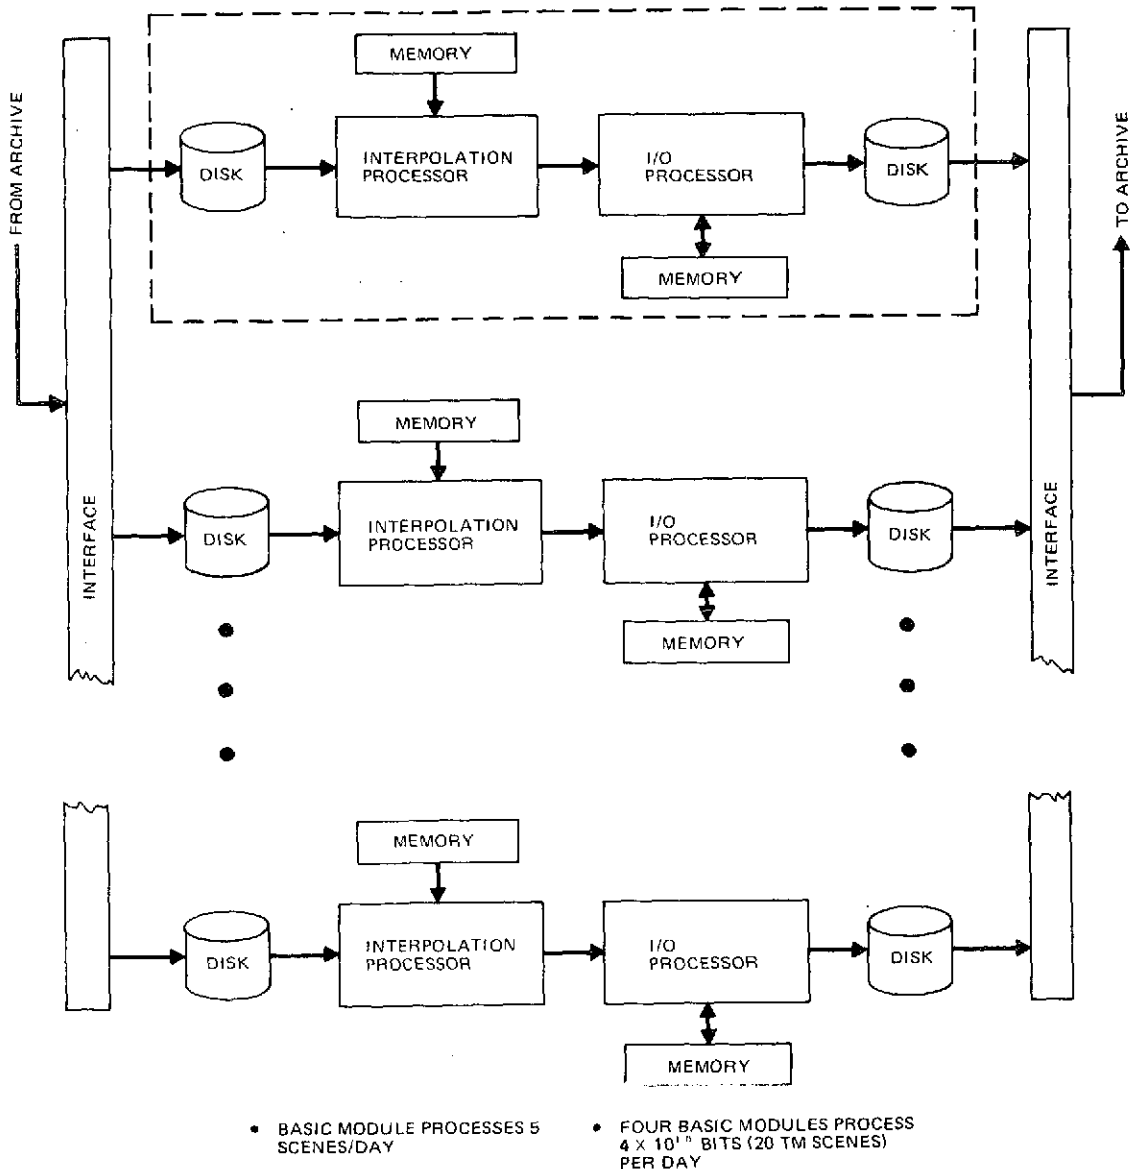 MEMORY
FROM ARCHIVE
DISK
INTERPOLATION
PROCESSOR
I/O
PROCESSOR
DISK
TO ARCHIVE
MEMORY
MEMORY
INTERFACE
DISK
INTERPOLATION
PROCESSOR
I/O
PROCESSOR
DISK
INTERFACE
MEMORY
MEMORY
DISK
INTERPOLATION
PROCESSOR
I/O
PROCESSOR
DISK
MEMORY
• BASIC MODULE PROCESSES 5
SCENES/DAY
• FOUR BASIC MODULES PROCESS
4 X BITS (20 TM SCENES)
PER DAY